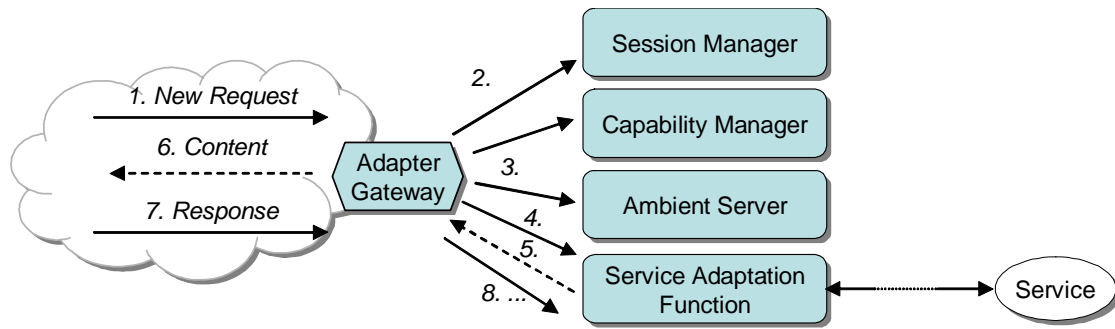 Session Manager
1. New Request
2.
Capability Manager
6. Content
Adapter
Gateway
3.
Ambient Server
7. Response
4.
5.
Service Adaptation
Function
8. ...
Service